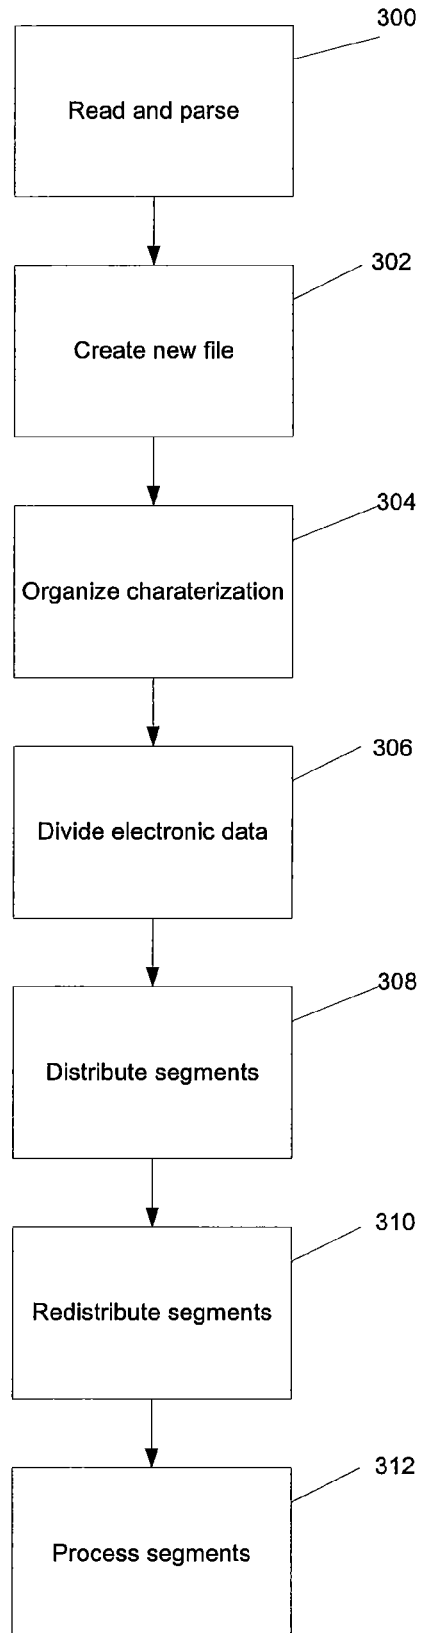 300
Read and parse
302
Create new file
304
Organize charaterization
306
Divide electronic data
308
Distribute segments
310
Redistribute segments
312
Process segments